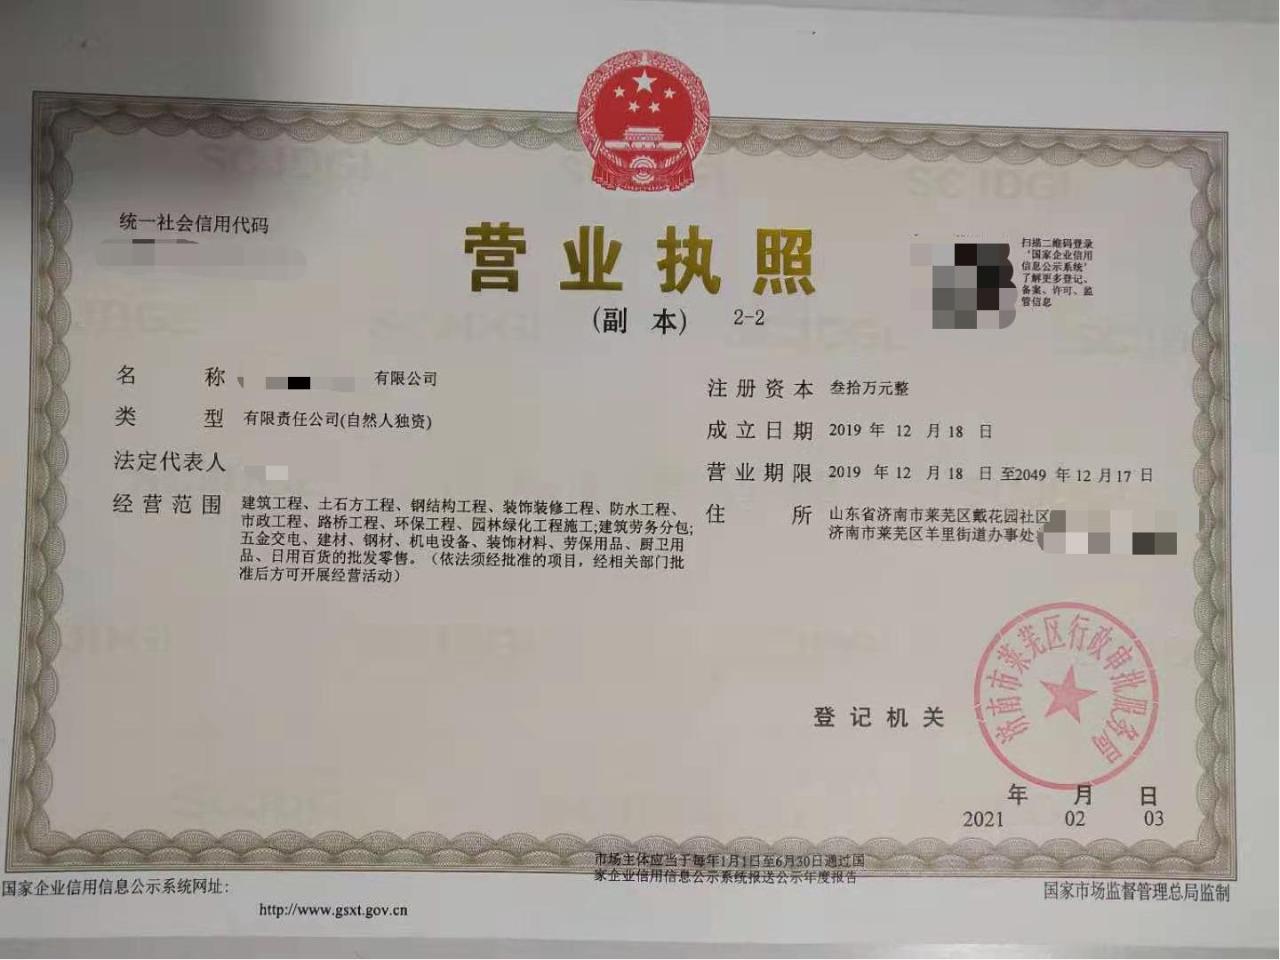 统一社会信用代码
营业执照
(副 本) 2-2
扫描二维码登录
‘国家企业信用
信息公示系统’
了解更多登记、
备案、许可、监
管信息
名 称 有限公司
类 型 有限责任公司(自然人独资)
法定代表人
经营范围 建筑工程、土石方工程、钢结构工程、装饰装修工程、防水工程、
市政工程、路桥工程、环保工程、园林绿化工程施工;建筑劳务分包;
五金交电、建材、钢材、机电设备、装饰材料、劳保用品、厨卫用
品、日用百货的批发零售。（依法须经批准的项目，经相关部门批
准后方可开展经营活动）
注册资本 叁拾万元整
成立日期 2019 年 12 月 18 日
营业期限 2019 年 12 月 18 日 至2049 年 12 月 17 日
住 所 山东省济南市莱芜区戴花园社区
济南市莱芜区羊里街道办事处
济南市莱芜区行政审批服务局
登记机关
年 月 日
2021 02 03
市场主体应当于每年1月1日至6月30日通过国
家企业信用信息公示系统报送公示年度报告
国家企业信用信息公示系统网址:
http://www.gsxt.gov.cn
国家市场监督管理总局监制